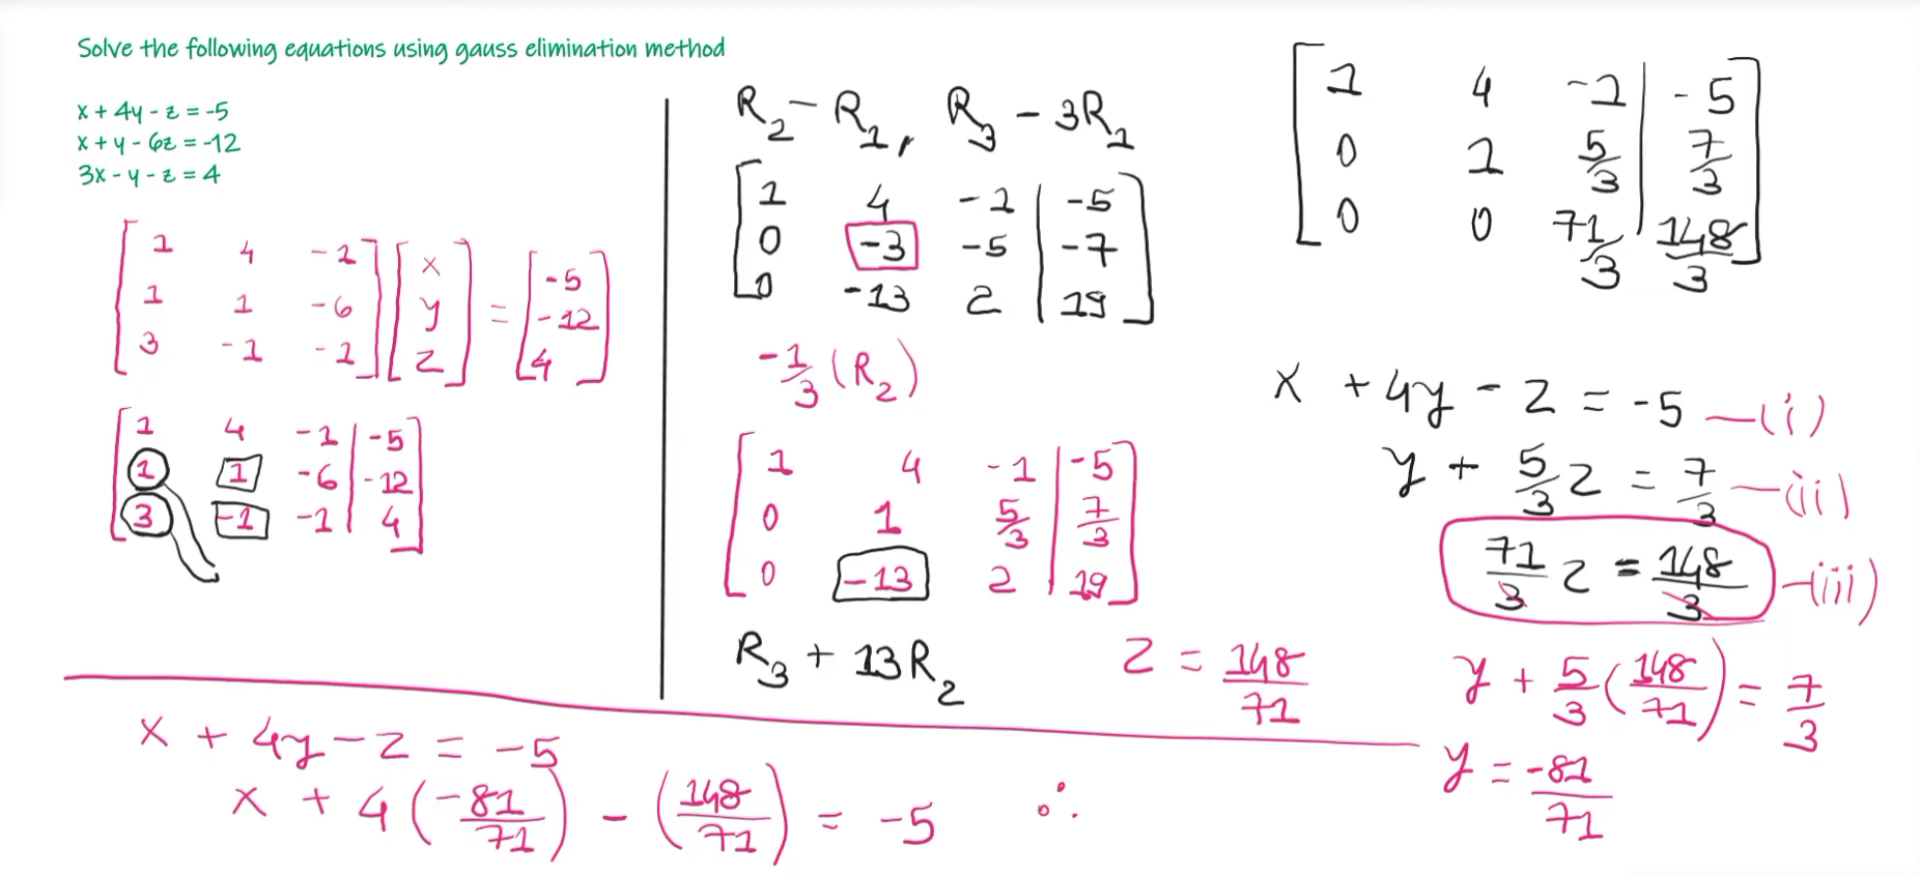 Solve the following equations using gauss elimination method
x + 4y - z = -5
x + y - 6z = -12
3x - y - z = 4
[1 4 -1] [x] = [-5]
[1 1 -6] [y] [-12]
[3 -1 -1] [z] [4]
[1 4 -1 | -5]
[1 1 -6 | -12]
[3 -1 -1 | 4]
R₂ - R₁, R₃ - 3R₁
[1 4 -1 | -5]
[0 -3 -5 | -7]
[0 -13 2 | 19]
-1/3 (R₂)
[1 4 -1 | -5]
[0 1 5/3 | 7/3]
[0 -13 2 | 19]
R₃ + 13R₂
[1 4 -1 | -5]
[0 1 5/3 | 7/3]
[0 0 71/3 | 148/3]
x + 4y - z = -5 —(i)
y + 5/3 z = 7/3 —(ii)
71/3 z = 148/3 —(iii)
z = 148/71
y + 5/3 (148/71) = 7/3
y = -81/71
x + 4y - z = -5
x + 4(-81/71) - (148/71) = -5 ∴